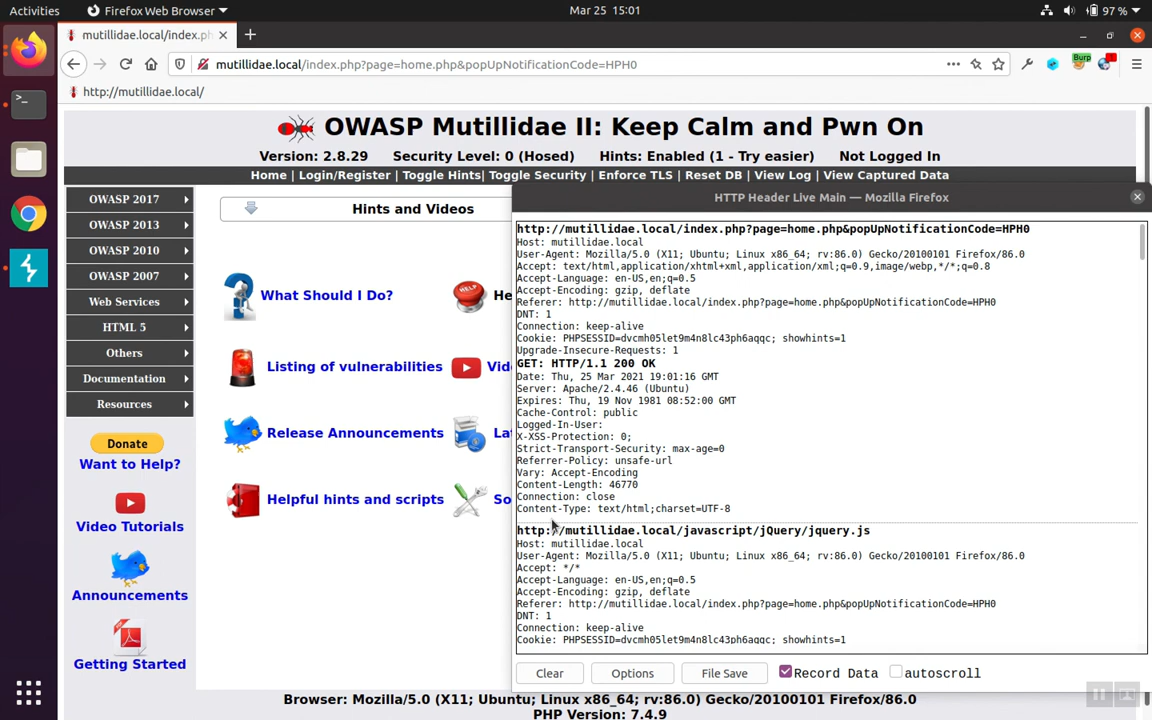 Activities
Firefox Web Browser
Mar 25 15:01
97 %
mutillidae.local/index.ph
mutillidae.local/index.php?page=home.php&popUpNotificationCode=HPH0
Burp
http://mutillidae.local/
OWASP Mutillidae II: Keep Calm and Pwn On
Version: 2.8.29 Security Level: 0 (Hosed) Hints: Enabled (1 - Try easier) Not Logged In
Home | Login/Register | Toggle Hints| Toggle Security | Enforce TLS | Reset DB | View Log | View Captured Data
OWASP 2017
OWASP 2013
OWASP 2010
OWASP 2007
Web Services
HTML 5
Others
Documentation
Resources
Donate
Want to Help?
Video Tutorials
Announcements
Getting Started
Hints and Videos
What Should I Do?
He
Listing of vulnerabilities
Vid
Release Announcements
Lat
Helpful hints and scripts
So
HTTP Header Live Main — Mozilla Firefox
http://mutillidae.local/index.php?page=home.php&popUpNotificationCode=HPH0
Host: mutillidae.local
User-Agent: Mozilla/5.0 (X11; Ubuntu; Linux x86_64; rv:86.0) Gecko/20100101 Firefox/86.0
Accept: text/html,application/xhtml+xml,application/xml;q=0.9,image/webp,*/*;q=0.8
Accept-Language: en-US,en;q=0.5
Accept-Encoding: gzip, deflate
Referer: http://mutillidae.local/index.php?page=home.php&popUpNotificationCode=HPH0
DNT: 1
Connection: keep-alive
Cookie: PHPSESSID=dvcmh05let9m4n8lc43ph6aqqc; showhints=1
Upgrade-Insecure-Requests: 1
GET: HTTP/1.1 200 OK
Date: Thu, 25 Mar 2021 19:01:16 GMT
Server: Apache/2.4.46 (Ubuntu)
Expires: Thu, 19 Nov 1981 08:52:00 GMT
Cache-Control: public
Logged-In-User:
X-XSS-Protection: 0;
Strict-Transport-Security: max-age=0
Referrer-Policy: unsafe-url
Vary: Accept-Encoding
Content-Length: 46770
Connection: close
Content-Type: text/html;charset=UTF-8
http://mutillidae.local/javascript/jQuery/jquery.js
Host: mutillidae.local
User-Agent: Mozilla/5.0 (X11; Ubuntu; Linux x86_64; rv:86.0) Gecko/20100101 Firefox/86.0
Accept: */*
Accept-Language: en-US,en;q=0.5
Accept-Encoding: gzip, deflate
Referer: http://mutillidae.local/index.php?page=home.php&popUpNotificationCode=HPH0
DNT: 1
Connection: keep-alive
Cookie: PHPSESSID=dvcmh05let9m4n8lc43ph6aqqc; showhints=1
Clear
Options
File Save
Record Data
autoscroll
Browser: Mozilla/5.0 (X11; Ubuntu; Linux x86_64; rv:86.0) Gecko/20100101 Firefox/86.0
PHP Version: 7.4.9